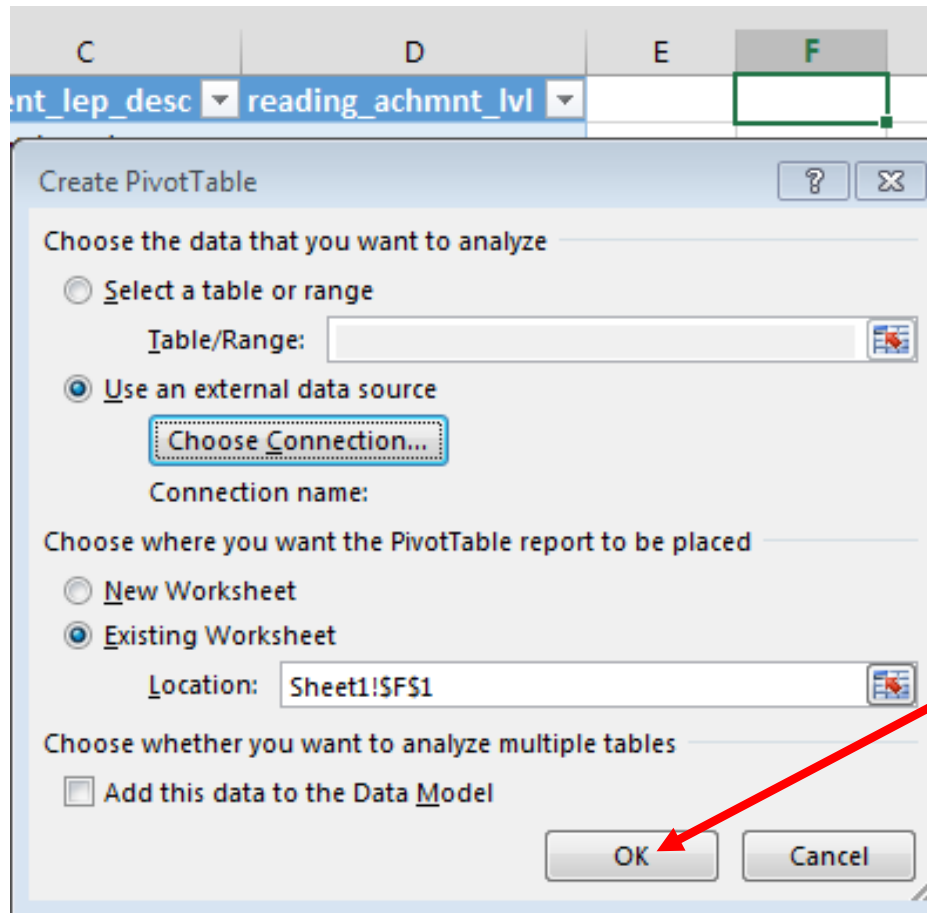 C D E F
ent_lep_desc reading_achmnt_lvl
Create PivotTable
Choose the data that you want to analyze
Select a table or range
Table/Range:
Use an external data source
Choose Connection...
Connection name:
Choose where you want the PivotTable report to be placed
New Worksheet
Existing Worksheet
Location: Sheet1!$F$1
Choose whether you want to analyze multiple tables
Add this data to the Data Model
OK Cancel